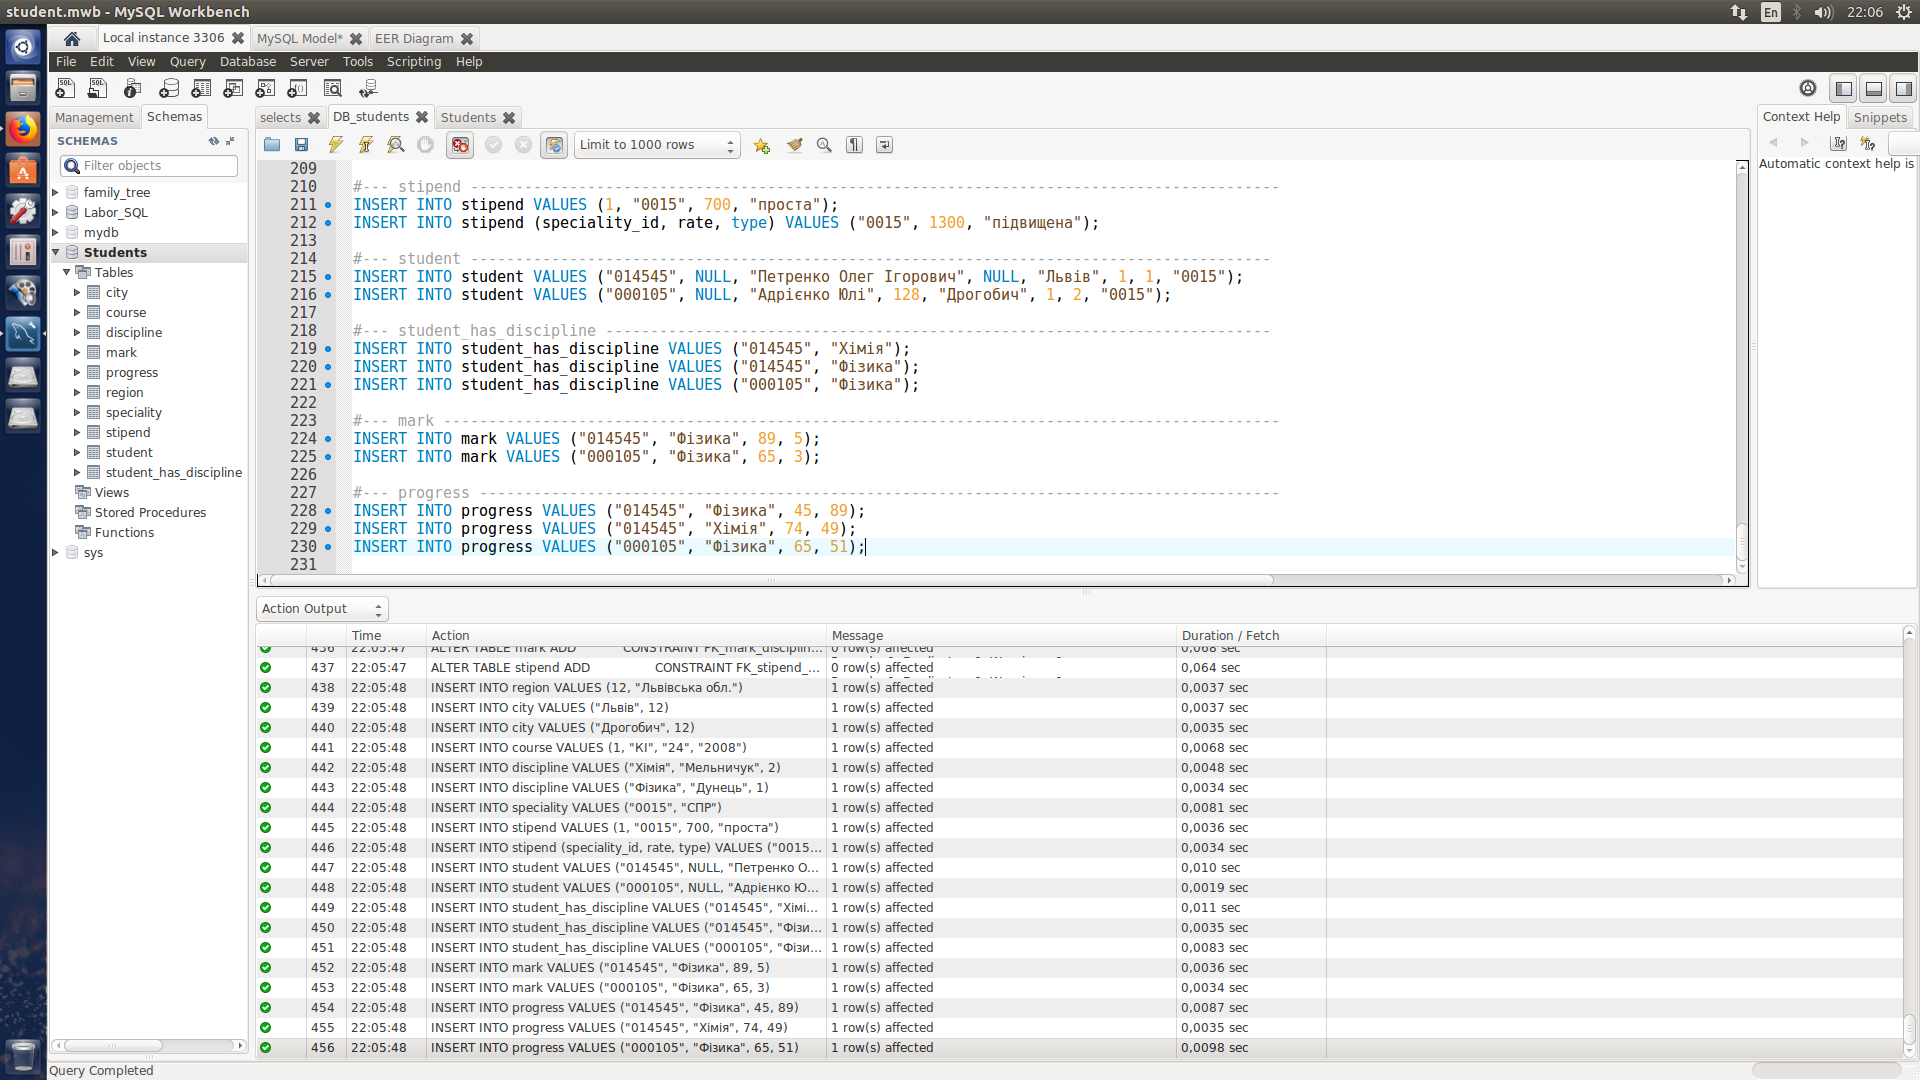 student.mwb - MySQL Workbench
En
22:06
Local instance 3306
MySQL Model*
EER Diagram
File Edit View Query Database Server Tools Scripting Help
Management
Schemas
selects
DB_students
Students
Context Help
Snippets
SCHEMAS
Filter objects
Limit to 1000 rows
Automatic context help is
family_tree
Labor_SQL
mydb
Students
Tables
city
course
discipline
mark
progress
region
speciality
stipend
student
student_has_discipline
Views
Stored Procedures
Functions
sys
209
210 #--- stipend ------------------------------------------------------------------------------------------
211 INSERT INTO stipend VALUES (1, "0015", 700, "проста");
212 INSERT INTO stipend (speciality_id, rate, type) VALUES ("0015", 1300, "підвищена");
213
214 #--- student -----------------------------------------------------------------------------------------
215 INSERT INTO student VALUES ("014545", NULL, "Петренко Олег Ігорович", NULL, "Львів", 1, 1, "0015");
216 INSERT INTO student VALUES ("000105", NULL, "Адрієнко Юлі", 128, "Дрогобич", 1, 2, "0015");
217
218 #--- student_has_discipline --------------------------------------------------------------------------
219 INSERT INTO student_has_discipline VALUES ("014545", "Хімія");
220 INSERT INTO student_has_discipline VALUES ("014545", "Фізика");
221 INSERT INTO student_has_discipline VALUES ("000105", "Фізика");
222
223 #--- mark ---------------------------------------------------------------------------------------------
224 INSERT INTO mark VALUES ("014545", "Фізика", 89, 5);
225 INSERT INTO mark VALUES ("000105", "Фізика", 65, 3);
226
227 #--- progress -----------------------------------------------------------------------------------------
228 INSERT INTO progress VALUES ("014545", "Фізика", 45, 89);
229 INSERT INTO progress VALUES ("014545", "Хімія", 74, 49);
230 INSERT INTO progress VALUES ("000105", "Фізика", 65, 51);
231
Action Output
Time Action Message Duration / Fetch
436 22:05:47 ALTER TABLE mark ADD CONSTRAINT FK_mark_disciplin... 0 row(s) affected 0,068 sec
437 22:05:47 ALTER TABLE stipend ADD CONSTRAINT FK_stipend_... 0 row(s) affected 0,064 sec
438 22:05:48 INSERT INTO region VALUES (12, "Львівська обл.") 1 row(s) affected 0,0037 sec
439 22:05:48 INSERT INTO city VALUES ("Львів", 12) 1 row(s) affected 0,0037 sec
440 22:05:48 INSERT INTO city VALUES ("Дрогобич", 12) 1 row(s) affected 0,0035 sec
441 22:05:48 INSERT INTO course VALUES (1, "КІ", "24", "2008") 1 row(s) affected 0,0068 sec
442 22:05:48 INSERT INTO discipline VALUES ("Хімія", "Мельничук", 2) 1 row(s) affected 0,0048 sec
443 22:05:48 INSERT INTO discipline VALUES ("Фізика", "Дунець", 1) 1 row(s) affected 0,0034 sec
444 22:05:48 INSERT INTO speciality VALUES ("0015", "СПР") 1 row(s) affected 0,0081 sec
445 22:05:48 INSERT INTO stipend VALUES (1, "0015", 700, "проста") 1 row(s) affected 0,0036 sec
446 22:05:48 INSERT INTO stipend (speciality_id, rate, type) VALUES ("0015... 1 row(s) affected 0,0034 sec
447 22:05:48 INSERT INTO student VALUES ("014545", NULL, "Петренко О... 1 row(s) affected 0,010 sec
448 22:05:48 INSERT INTO student VALUES ("000105", NULL, "Адрієнко Ю... 1 row(s) affected 0,0019 sec
449 22:05:48 INSERT INTO student_has_discipline VALUES ("014545", "Хімі... 1 row(s) affected 0,011 sec
450 22:05:48 INSERT INTO student_has_discipline VALUES ("014545", "Фізи... 1 row(s) affected 0,0035 sec
451 22:05:48 INSERT INTO student_has_discipline VALUES ("000105", "Фізи... 1 row(s) affected 0,0083 sec
452 22:05:48 INSERT INTO mark VALUES ("014545", "Фізика", 89, 5) 1 row(s) affected 0,0036 sec
453 22:05:48 INSERT INTO mark VALUES ("000105", "Фізика", 65, 3) 1 row(s) affected 0,0034 sec
454 22:05:48 INSERT INTO progress VALUES ("014545", "Фізика", 45, 89) 1 row(s) affected 0,0087 sec
455 22:05:48 INSERT INTO progress VALUES ("014545", "Хімія", 74, 49) 1 row(s) affected 0,0035 sec
456 22:05:48 INSERT INTO progress VALUES ("000105", "Фізика", 65, 51) 1 row(s) affected 0,0098 sec
Query Completed